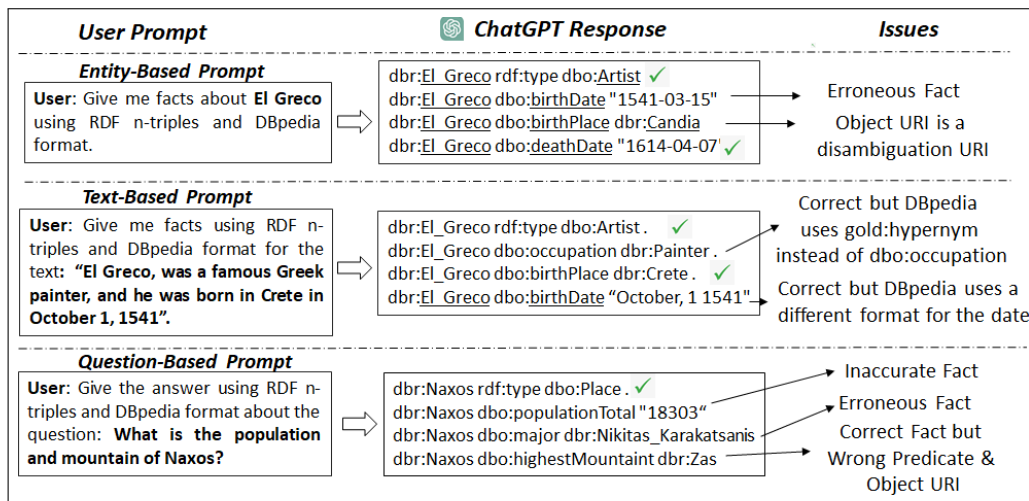 User Prompt
ChatGPT Response
Issues
Entity-Based Prompt
User: Give me facts about El Greco
using RDF n-triples and DBpedia
format.
dbr:El_Greco rdf:type dbo:Artist
dbr:El_Greco dbo:birthDate "1541-03-15"
dbr:El_Greco dbo:birthPlace dbr:Candia
dbr:El_Greco dbo:deathDate "1614-04-07"
Erroneous Fact
Object URI is a
disambiguation URI
Text-Based Prompt
User: Give me facts using RDF n-
triples and DBpedia format for the
text: “El Greco, was a famous Greek
painter, and he was born in Crete in
October 1, 1541”.
dbr:El_Greco rdf:type dbo:Artist .
dbr:El_Greco dbo:occupation dbr:Painter .
dbr:El_Greco dbo:birthPlace dbr:Crete .
dbr:El_Greco dbo:birthDate “October, 1 1541"
Correct but DBpedia
uses gold:hypernym
instead of dbo:occupation
Correct but DBpedia uses a
different format for the date
Question-Based Prompt
User: Give the answer using RDF n-
triples and DBpedia format about the
question: What is the population
and mountain of Naxos?
dbr:Naxos rdf:type dbo:Place .
dbr:Naxos dbo:populationTotal "18303“
dbr:Naxos dbo:major dbr:Nikitas_Karakatsanis
dbr:Naxos dbo:highestMountaint dbr:Zas
Inaccurate Fact
Erroneous Fact
Correct Fact but
Wrong Predicate &
Object URI